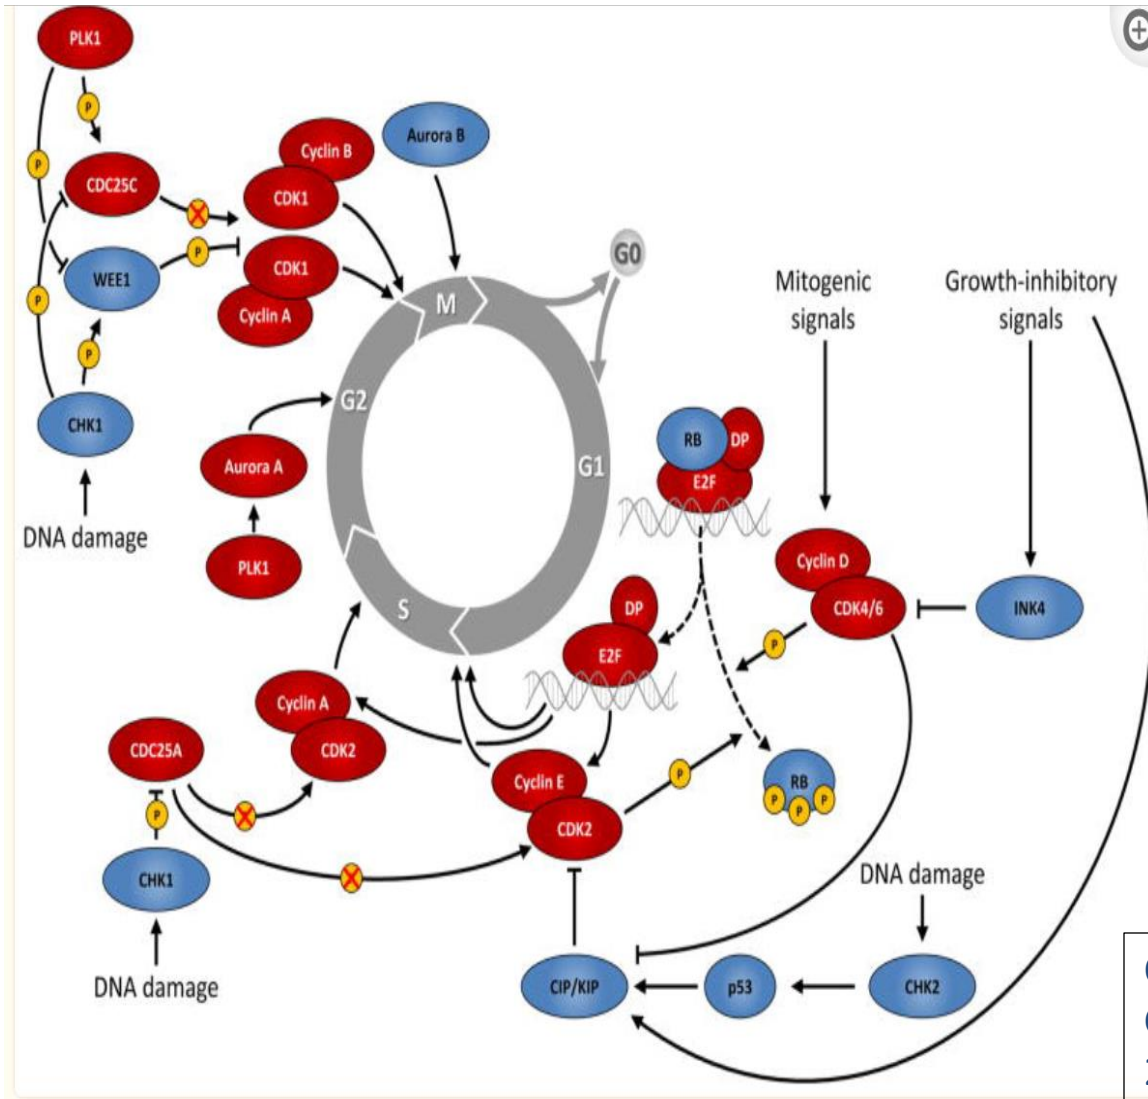 PLK1
P
P
CDC25C
WEE1
P
P
P
CHK1
DNA damage
Cyclin B
CDK1
CDK1
Cyclin A
Aurora B
M
G0
G1
G2
S
Aurora A
PLK1
Mitogenic
signals
Growth-inhibitory
signals
RB
DP
E2F
Cyclin D
CDK4/6
INK4
P
DP
E2F
Cyclin A
CDK2
CDC25A
P
CHK1
DNA damage
Cyclin E
CDK2
P
RB
P
P
P
DNA damage
CIP/KIP
p53
CHK2